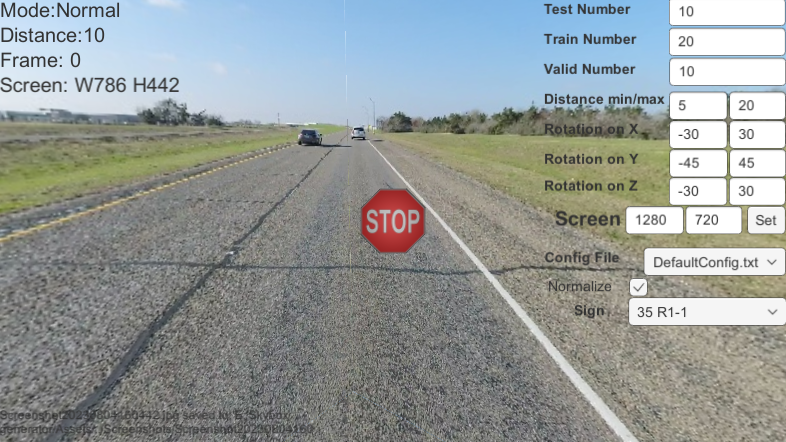 Mode:Normal
Distance:10
Frame: 0
Screen: W786 H442
Test Number 10
Train Number 20
Valid Number 10
Distance min/max 5 20
Rotation on X -30 30
Rotation on Y -45 45
Rotation on Z -30 30
Screen 1280 720 Set
STOP
Config File DefaultConfig.txt
Normalize
Sign 35 R1-1